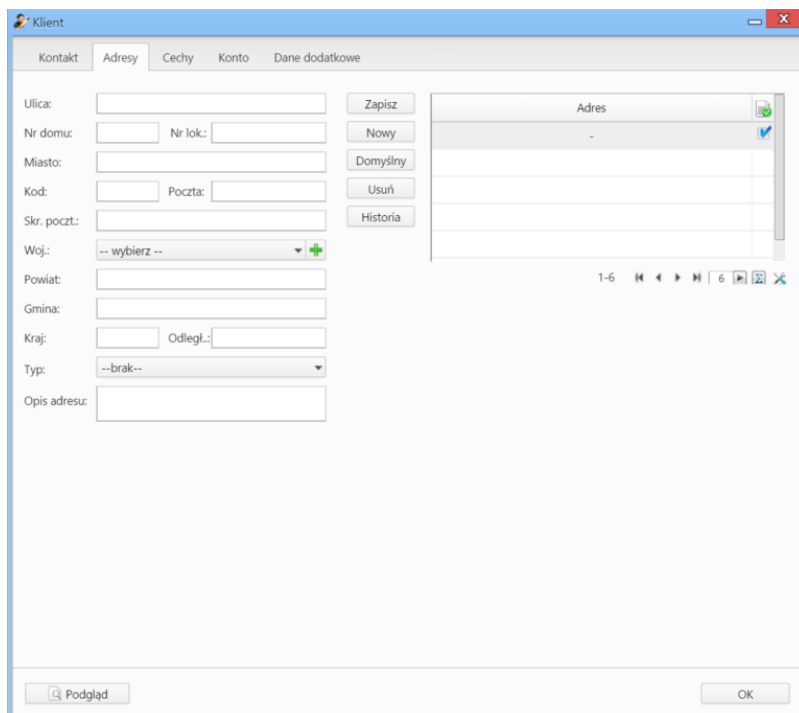 Klient
Kontakt Adresy Cechy Konto Dane dodatkowe
Ulica: Zapisz Adres
Nr domu: Nr lok.: Nowy -
Miasto: Domyślny
Kod: Poczta: Usuń
Skr. poczt.: Historia
Woj.: -- wybierz --
Powiat: 1-6 6
Gmina:
Kraj: Odległ..:
Typ: --brak--
Opis adresu:
Podgląd OK